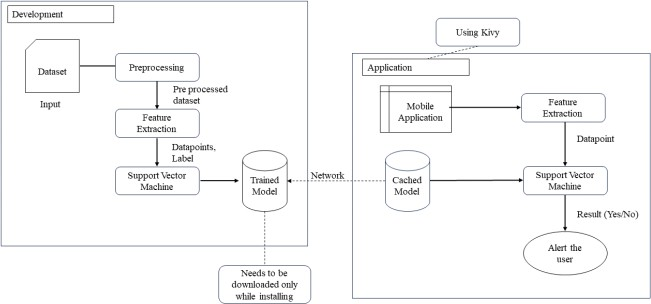 Development
Dataset
Input
Preprocessing
Pre processed
dataset
Feature
Extraction
Datapoints,
Label
Support Vector
Machine
Trained
Model
Needs to be
downloaded only
while installing
Network
Using Kivy
Application
Mobile
Application
Feature
Extraction
Datapoint
Cached
Model
Support Vector
Machine
Result (Yes/No)
Alert the
user